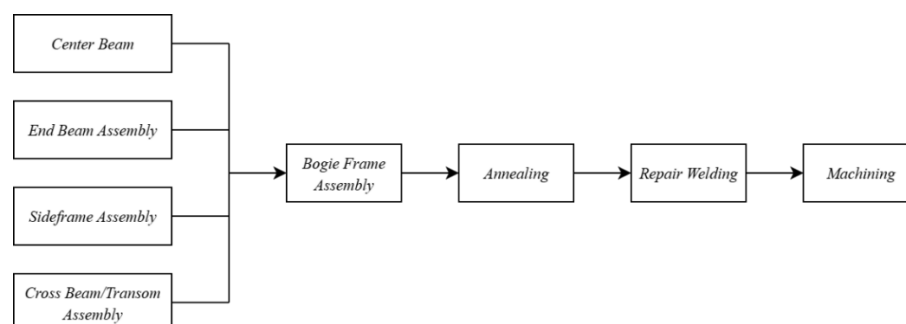 Center Beam
End Beam Assembly
Sideframe Assembly
Cross Beam/Transom
Assembly
Bogie Frame
Assembly
Annealing
Repair Welding
Machining